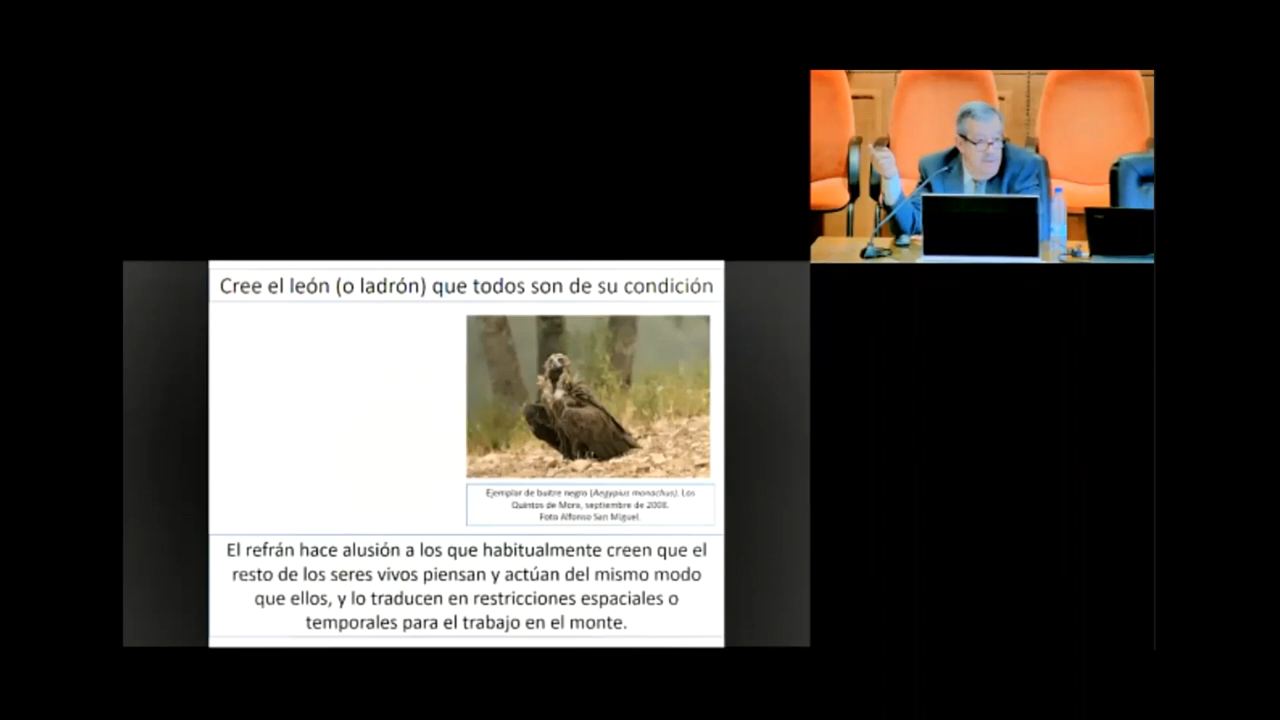 Cree el león (o ladrón) que todos son de su condición
Ejemplar de buitre negro (Aegypius monachus). Los
Quintos de Mora, septiembre de 2008.
Foto Alfonso San Miguel.
El refrán hace alusión a los que habitualmente creen que el
resto de los seres vivos piensan y actúan del mismo modo
que ellos, y lo traducen en restricciones espaciales o
temporales para el trabajo en el monte.